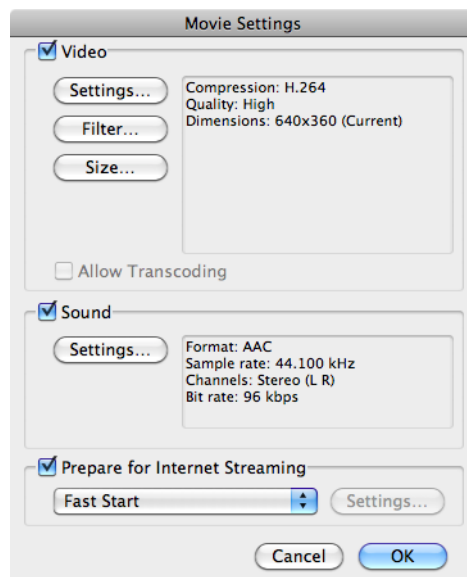 Movie Settings
Video
Settings...
Filter...
Size...
Compression: H.264
Quality: High
Dimensions: 640x360 (Current)
Allow Transcoding
Sound
Settings...
Format: AAC
Sample rate: 44.100 kHz
Channels: Stereo (L R)
Bit rate: 96 kbps
Prepare for Internet Streaming
Fast Start
Settings...
Cancel
OK